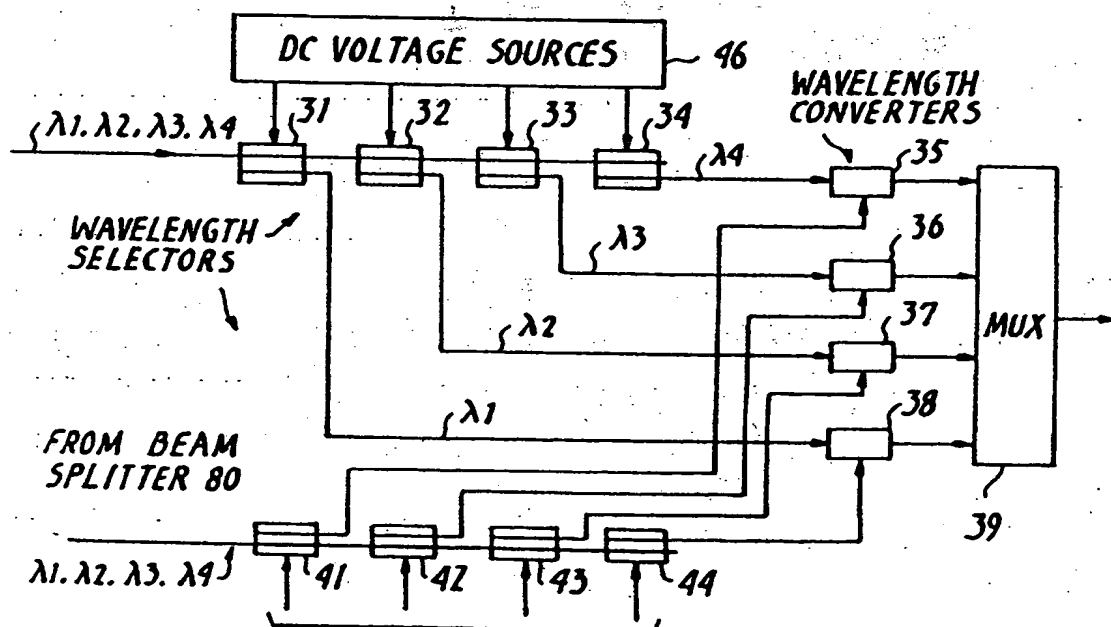 DC VOLTAGE SOURCES
46
WAVELENGTH
CONVERTERS
λ1. λ2. λ3. λ4
31
32
33
34
λ4
35
WAVELENGTH
SELECTORS
λ3
36
λ2
37
MUX
λ1
38
FROM BEAM
SPLITTER 80
39
λ1. λ2. λ3. λ4
41
42
43
44